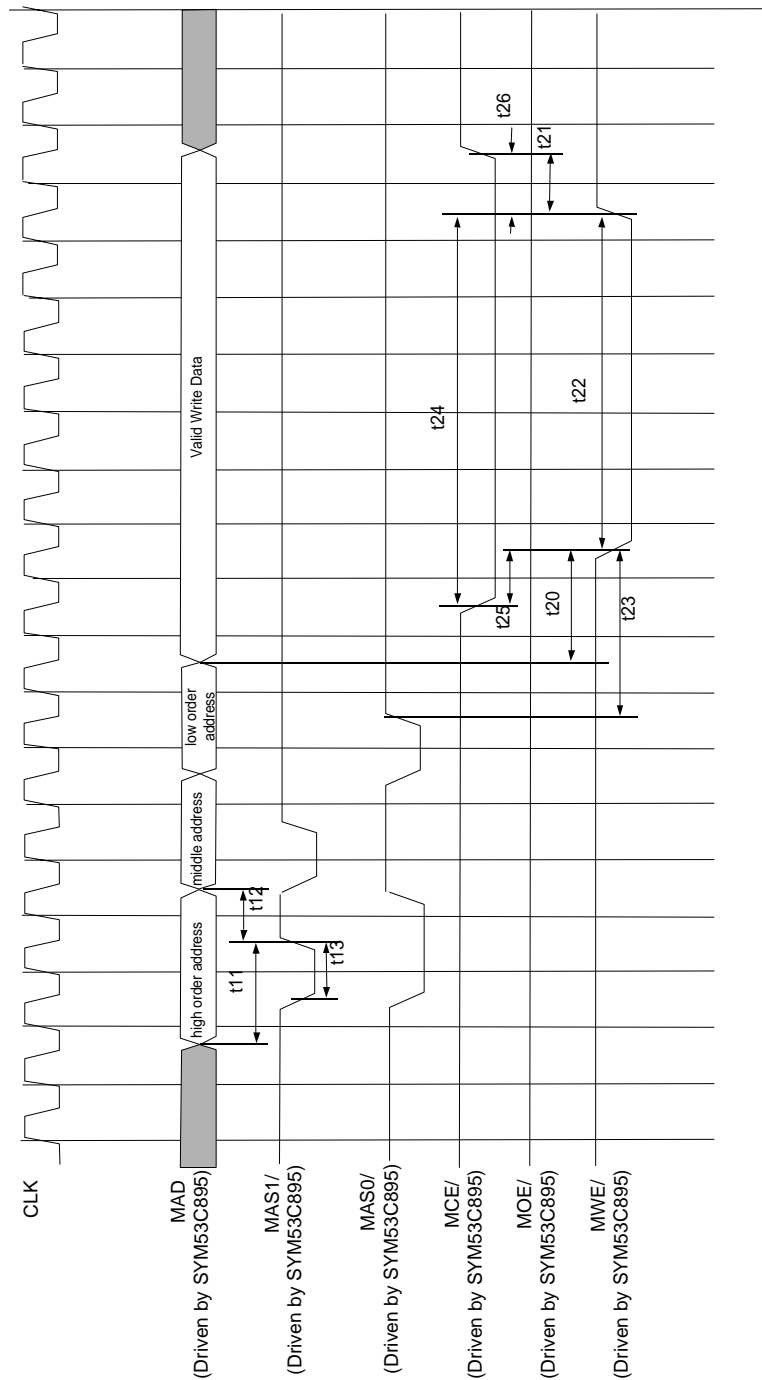 CLK
MAD
(Driven by SYM53C895)
high order address
middle address
low order
address
Valid Write Data
t11
t12
MAS1/
(Driven by SYM53C895)
t13
MAS0/
(Driven by SYM53C895)
MCE/
(Driven by SYM53C895)
t24
t25
t26
MOE/
(Driven by SYM53C895)
t20
t21
MWE/
(Driven by SYM53C895)
t22
t23